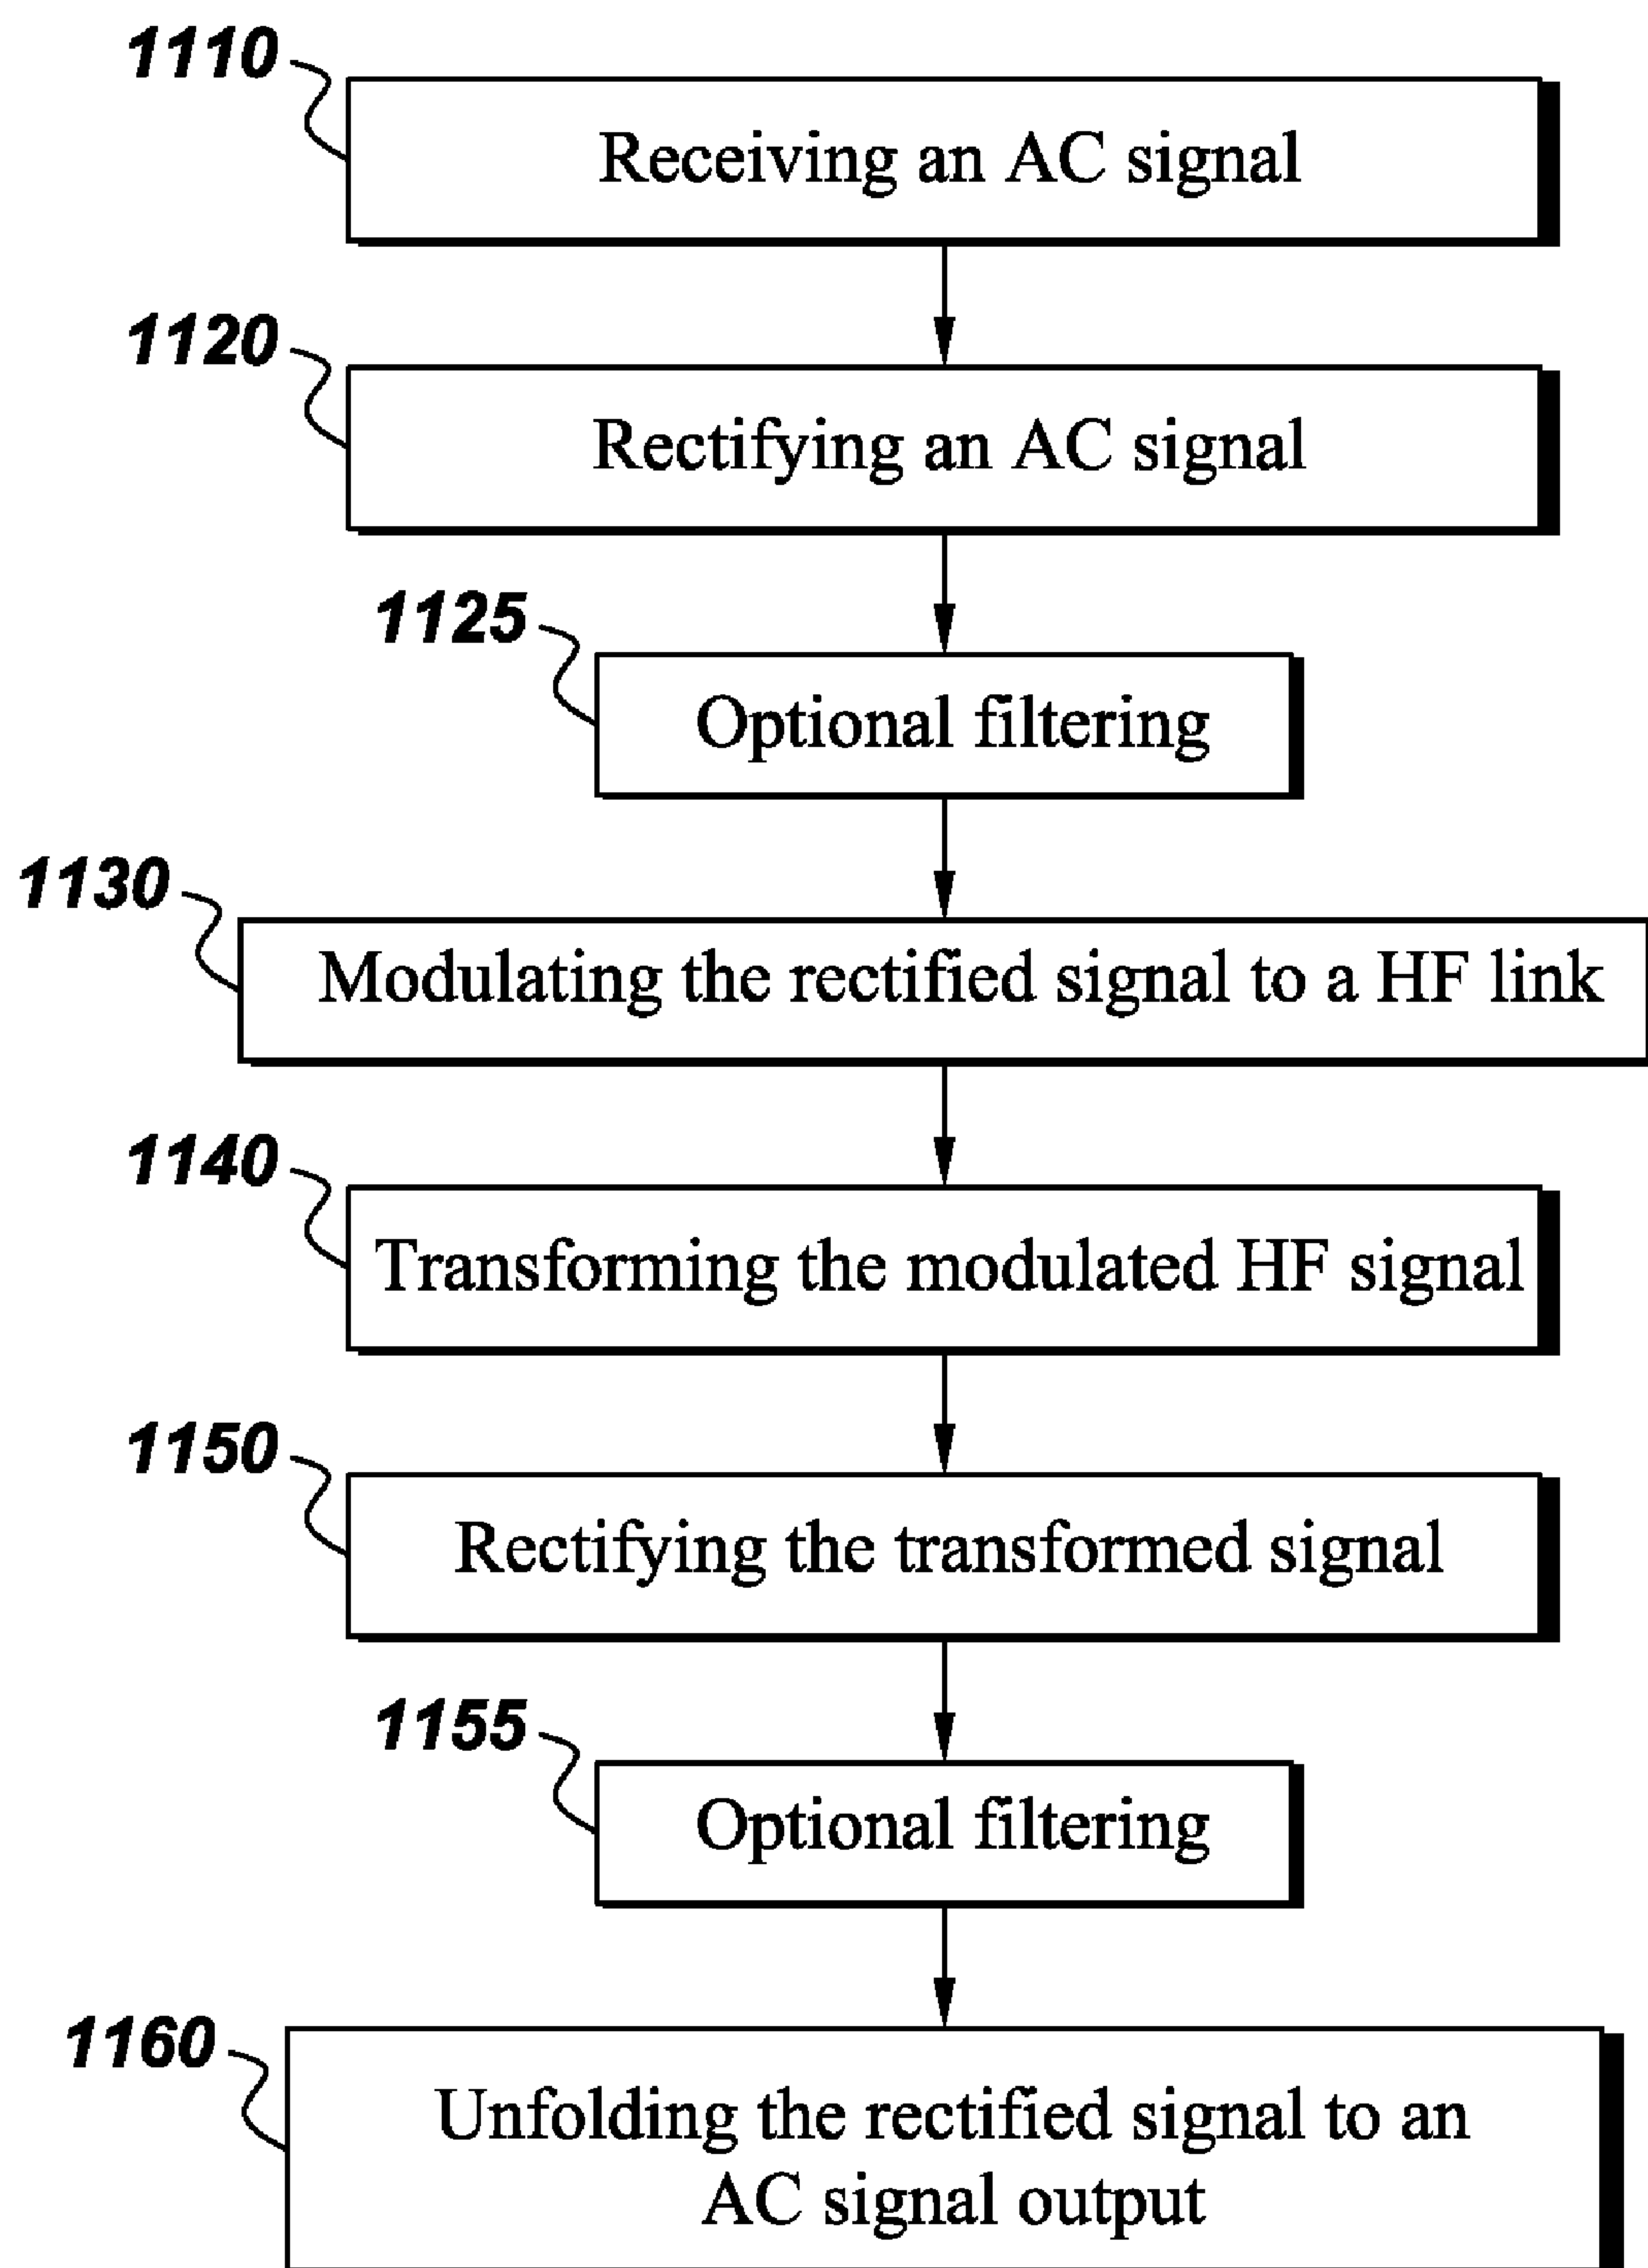 1110
Receiving an AC signal
1120
Rectifying an AC signal
1125
Optional filtering
1130
Modulating the rectified signal to a HF link
1140
Transforming the modulated HF signal
1150
Rectifying the transformed signal
1155
Optional filtering
1160
Unfolding the rectified signal to an
AC signal output